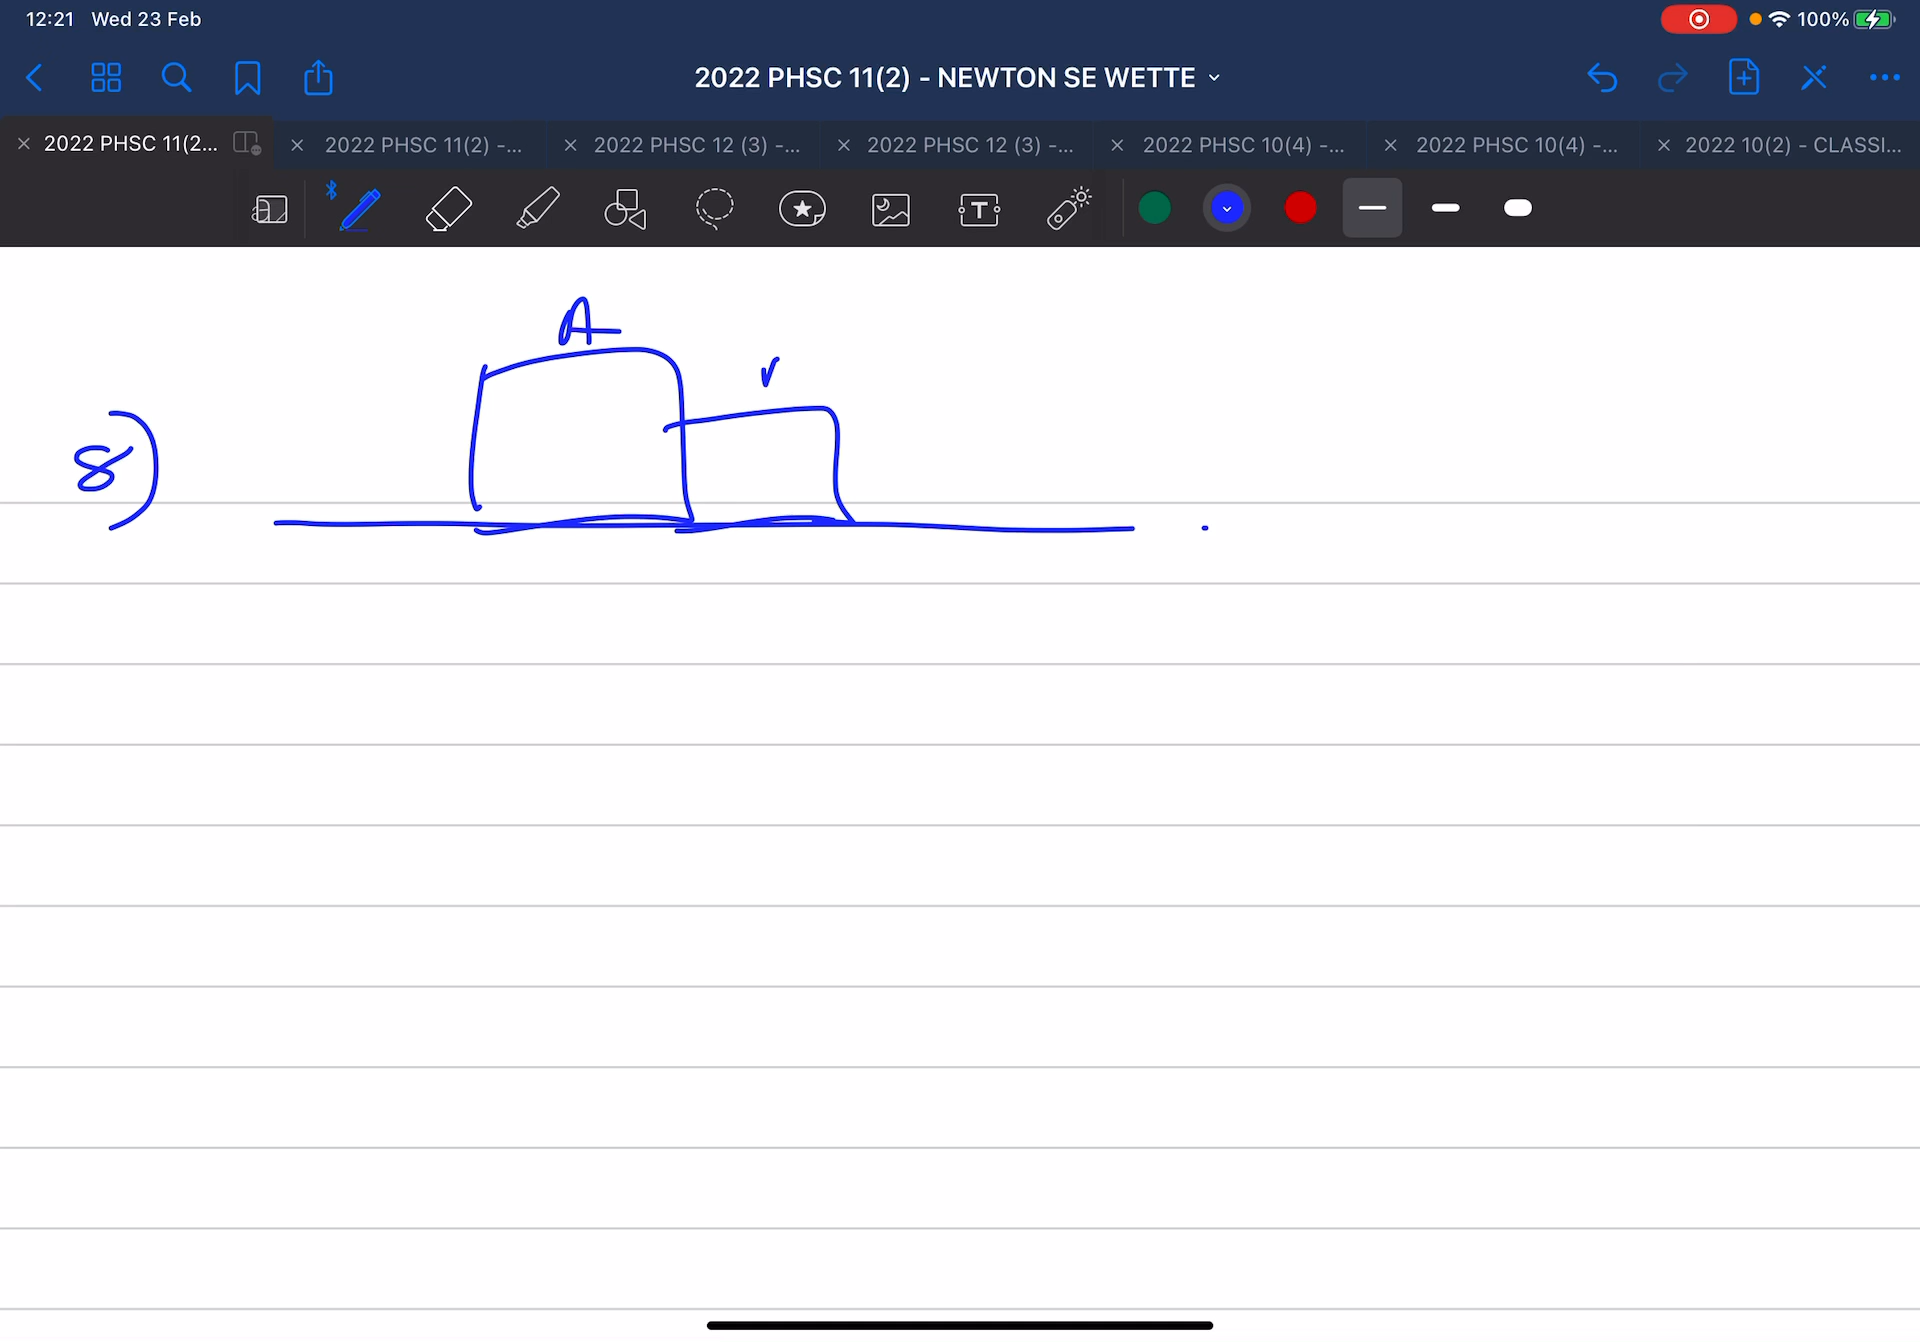 12:21 Wed 23 Feb 100%
2022 PHSC 11(2) - NEWTON SE WETTE
2022 PHSC 11(2... 2022 PHSC 11(2) -... 2022 PHSC 12 (3) -... 2022 PHSC 12 (3) -... 2022 PHSC 10(4) -... 2022 PHSC 10(4) -... 2022 10(2) - CLASSI...
T
A
8)